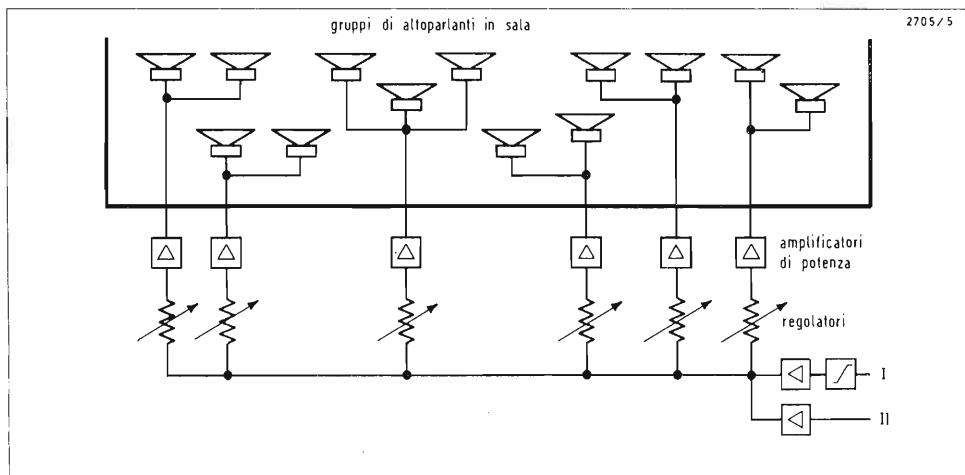 gruppi di altoparlanti in sala
2705/5
amplificatori
di potenza
regolatori
I
II